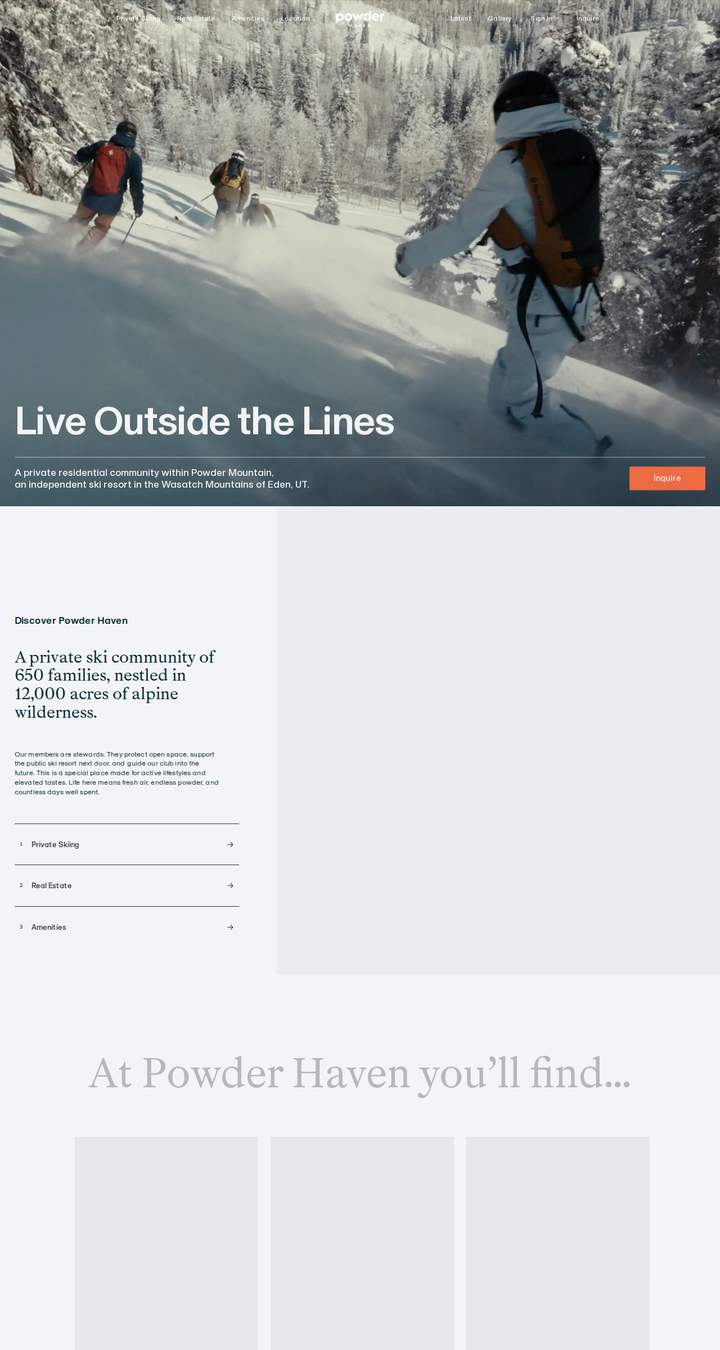 Private Skiing Real Estate Amenities Location powder Latest Gallery Sign In Inquire
Live Outside the Lines
A private residential community within Powder Mountain,
an independent ski resort in the Wasatch Mountains of Eden, UT.
Inquire
Discover Powder Haven
A private ski community of
650 families, nestled in
12,000 acres of alpine
wilderness.
Our members are stewards. They protect open space, support
the public ski resort next door, and guide our club into the
future. This is a special place made for active lifestyles and
elevated tastes. Life here means fresh air, endless powder, and
countless days well spent.
1 Private Skiing →
2 Real Estate →
3 Amenities →
At Powder Haven you’ll find...